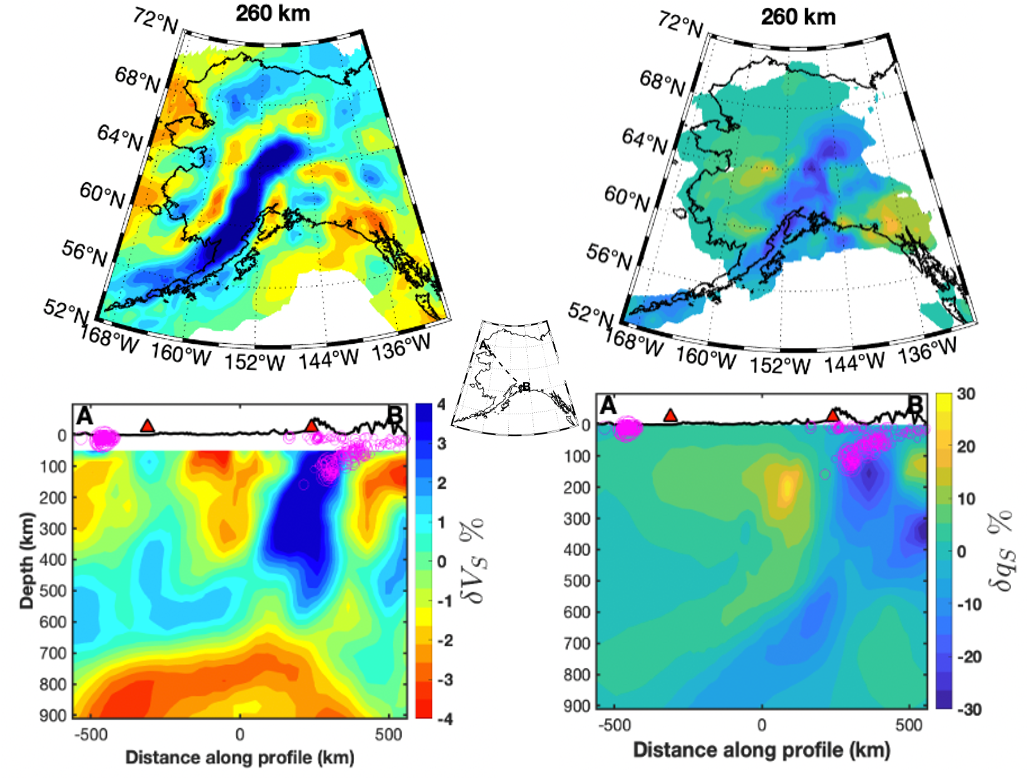 260 km
72°N
68°N
64°N
60°N
56°N
52°N
168°W
160°W
152°W
144°W
136°W
260 km
72°N
68°N
64°N
60°N
56°N
52°N
168°W
160°W
152°W
144°W
136°W
A
B
A
B
0
100
200
300
400
500
600
700
800
900
Depth (km)
-500
0
500
Distance along profile (km)
4
3
2
1
0
-1
-2
-3
-4
δVs %
A
B
0
100
200
300
400
500
600
700
800
900
-500
0
500
Distance along profile (km)
30
20
10
0
-10
-20
-30
δqs %